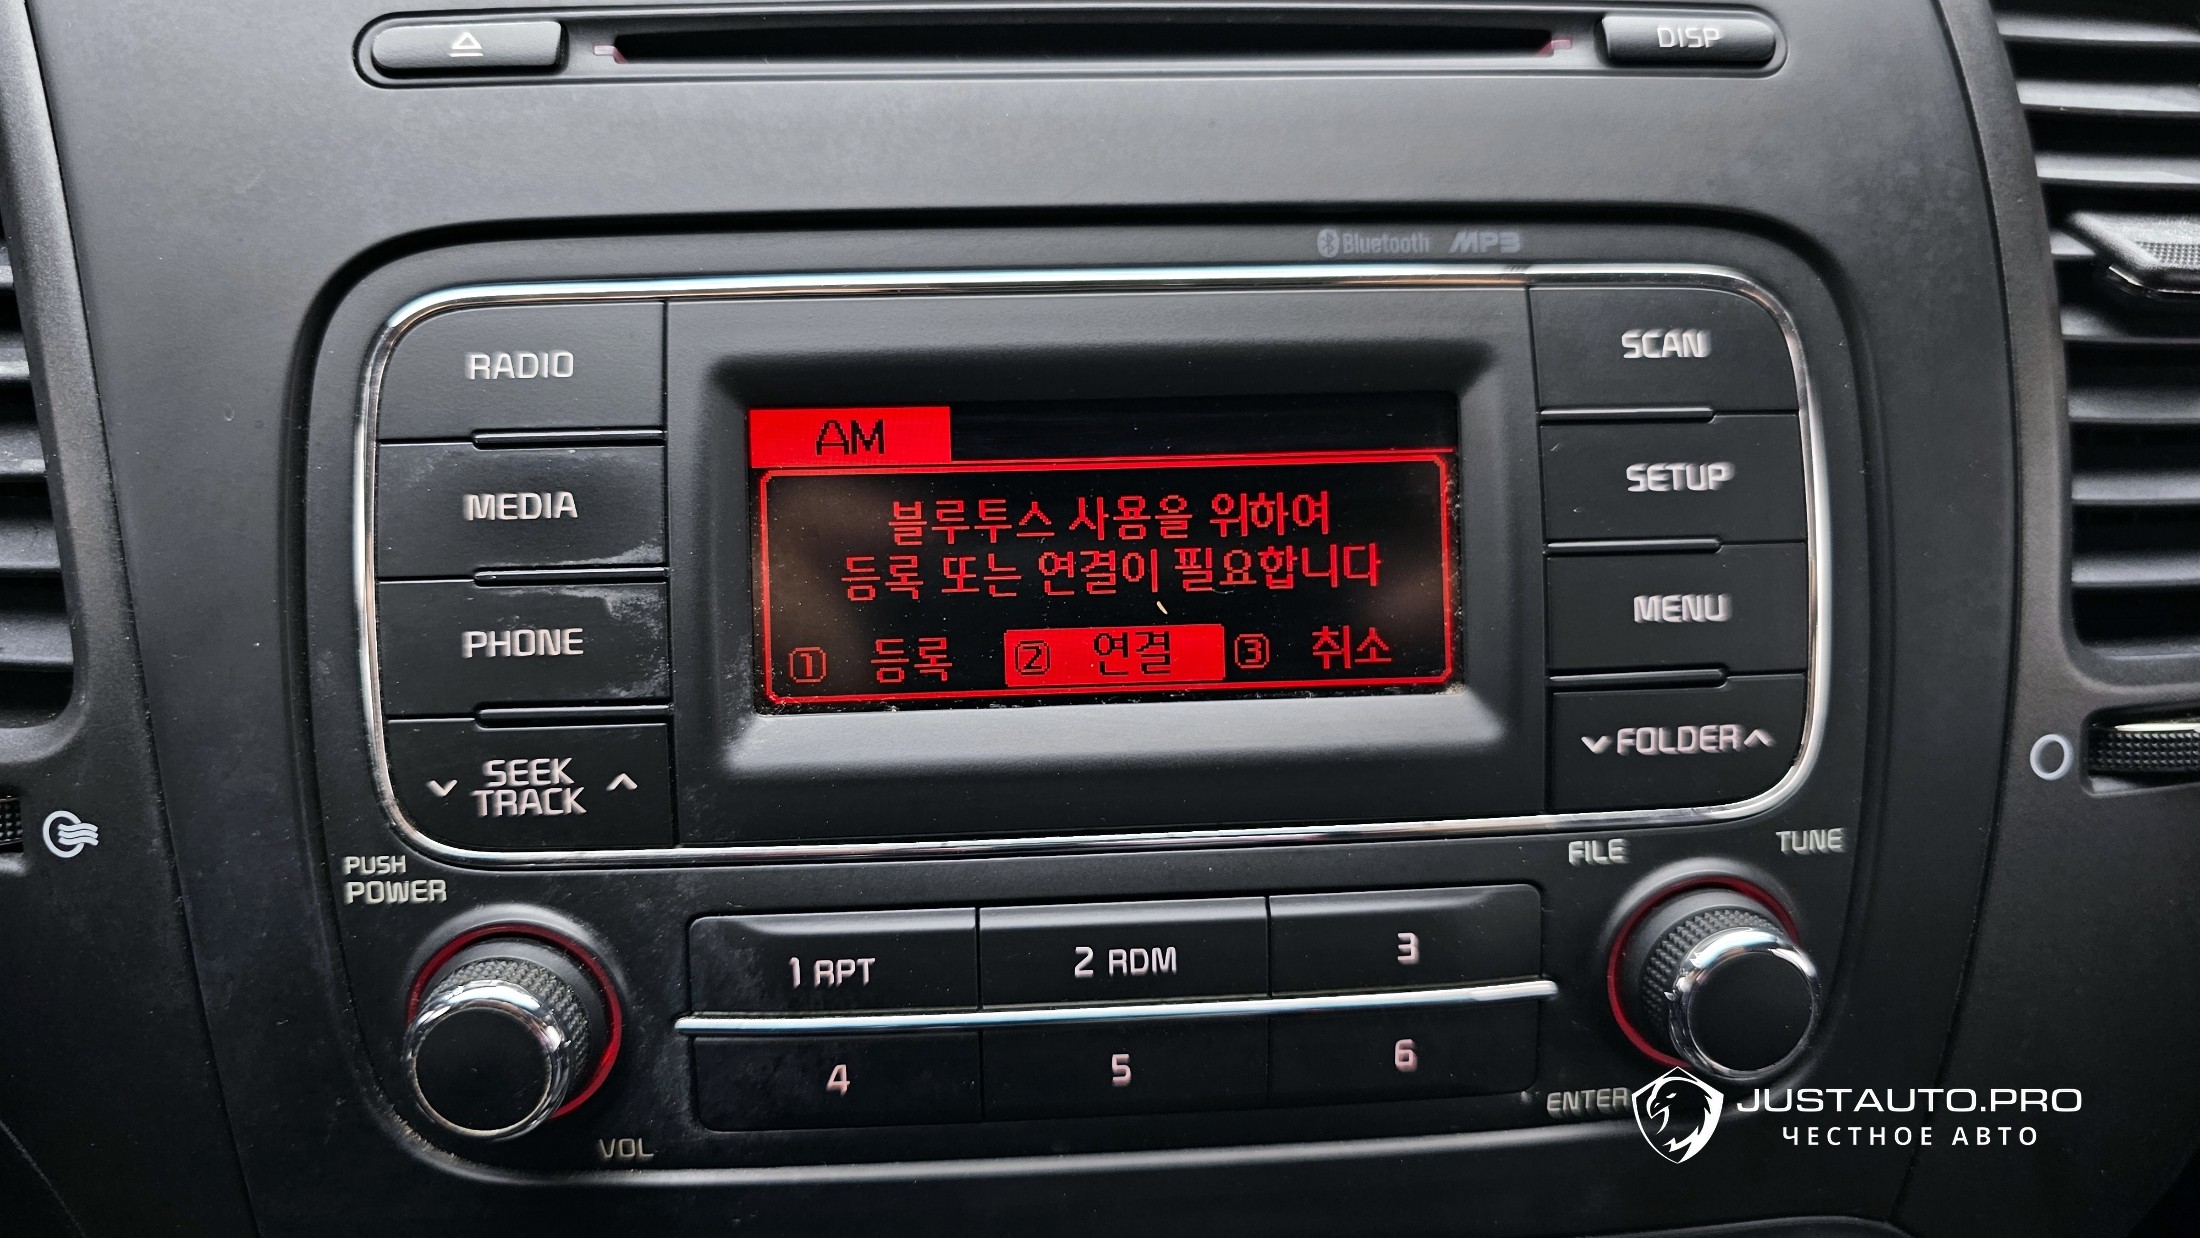 DISP
Bluetooth MP3
RADIO
SCAN
AM
블루투스 사용을 위하여
등록 또는 연결이 필요합니다
① 등록 ② 연결 ③ 취소
MEDIA
SETUP
PHONE
MENU
SEEK
TRACK
FOLDER
PUSH
POWER
FILE
TUNE
1 RPT
2 RDM
3
4
5
6
VOL
ENTER
JUSTAUTO.PRO
ЧЕСТНОЕ АВТО